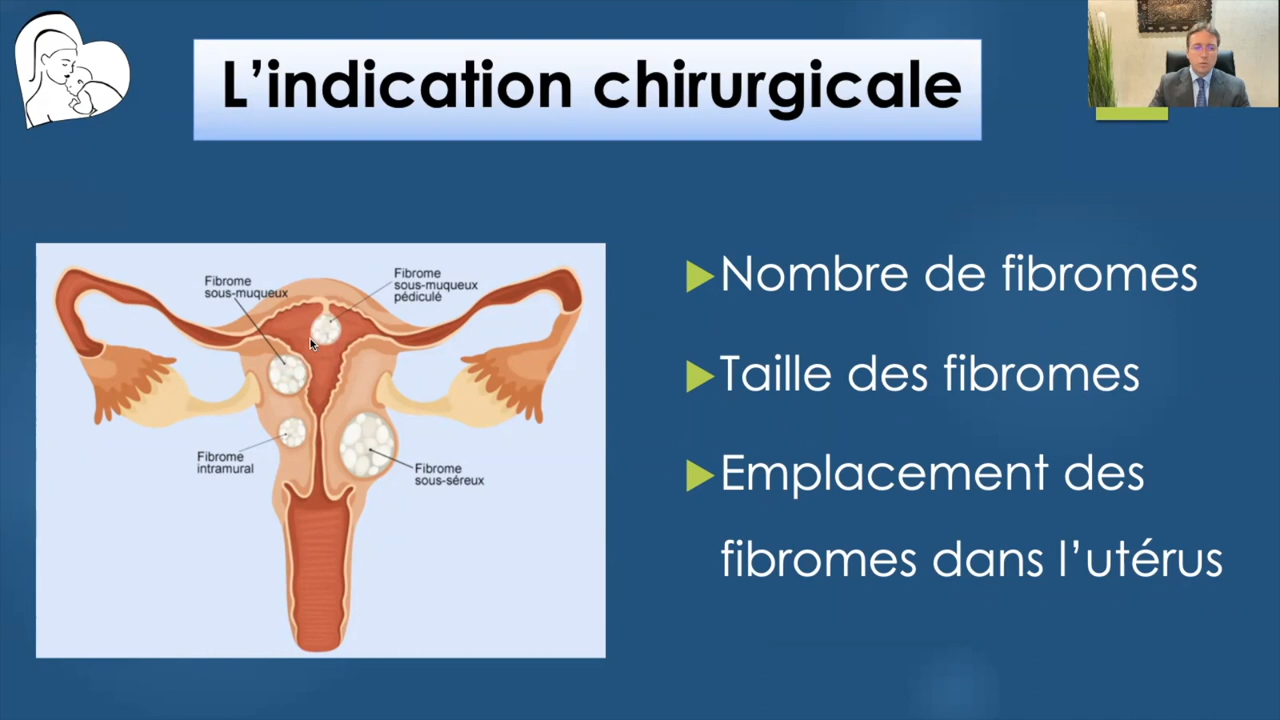 L’indication chirurgicale
Fibrome
sous-muqueux
Fibrome
sous-muqueux
pédiculé
Fibrome
intramural
Fibrome
sous-séreux
Nombre de fibromes
Taille des fibromes
Emplacement des
fibromes dans l’utérus